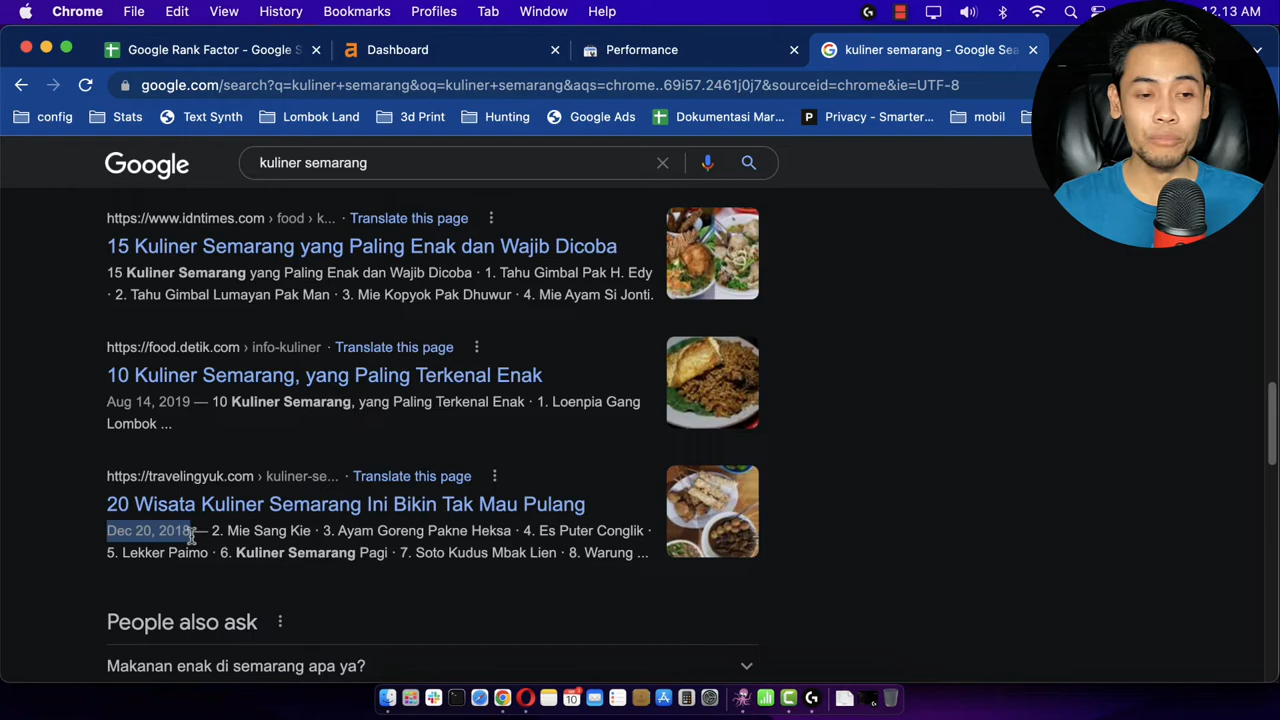 Chrome File Edit View History Bookmarks Profiles Tab Window Help 12.13 AM
Google Rank Factor - Google S Dashboard Performance kuliner semarang - Google Sea
google.com/search?q=kuliner+semarang&oq=kuliner+semarang&aqs=chrome..69i57.2461j0j7&sourceid=chrome&ie=UTF-8
config Stats Text Synth Lombok Land 3d Print Hunting Google Ads Dokumentasi Mar... Privacy - Smarter... mobil
Google kuliner semarang
https://www.idntimes.com › food › k... · Translate this page
15 Kuliner Semarang yang Paling Enak dan Wajib Dicoba
15 Kuliner Semarang yang Paling Enak dan Wajib Dicoba · 1. Tahu Gimbal Pak H. Edy
· 2. Tahu Gimbal Lumayan Pak Man · 3. Mie Kopyok Pak Dhuwur · 4. Mie Ayam Si Jonti.
https://food.detik.com › info-kuliner Translate this page
10 Kuliner Semarang, yang Paling Terkenal Enak
Aug 14, 2019 — 10 Kuliner Semarang, yang Paling Terkenal Enak · 1. Loenpia Gang
Lombok ...
https://travelingyuk.com › kuliner-se... · Translate this page
20 Wisata Kuliner Semarang Ini Bikin Tak Mau Pulang
Dec 20, 2018 — 2. Mie Sang Kie · 3. Ayam Goreng Pakne Heksa · 4. Es Puter Conglik ·
5. Lekker Paimo · 6. Kuliner Semarang Pagi · 7. Soto Kudus Mbak Lien · 8. Warung ...
People also ask
Makanan enak di semarang apa ya?
10